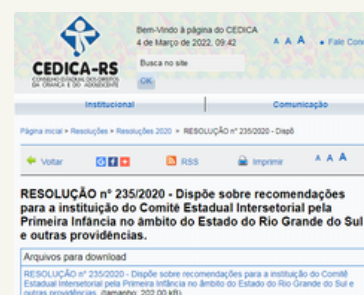 Bem-Vindo à página do CEDICA
4 de Março de 2022, 09:42
A A A
Fale Cono
Busca no site
OK
CEDICA-RS
CONSELHO ESTADUAL DOS DIREITOS
DA CRIANÇA E DO ADOLESCENTE
Institucional
Comunicação
Página inicial > Resoluções > Resoluções 2020 > RESOLUÇÃO nº 235/2020 - Dispõ
Voltar
RSS
Imprimir
A A A
RESOLUÇÃO nº 235/2020 - Dispõe sobre recomendações
para a instituição do Comitê Estadual Intersetorial pela
Primeira Infância no âmbito do Estado do Rio Grande do Sul
e outras providências.
Arquivos para download
RESOLUÇÃO nº 235/2020 - Dispõe sobre recomendações para a instituição do Comitê
Estadual Intersetorial pela Primeira Infância no âmbito do Estado do Rio Grande do Sul e
outras providências. (tamanho: 202,00 kB)